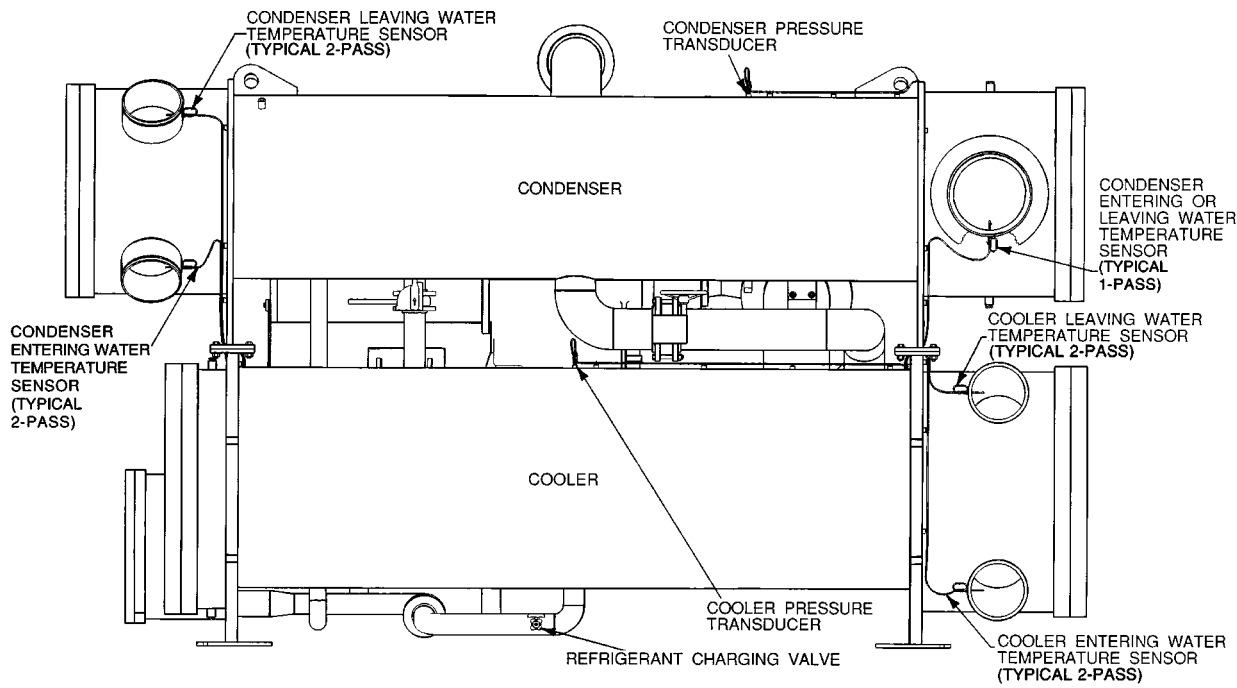 CONDENSER LEAVING WATER
TEMPERATURE SENSOR
(TYPICAL 2-PASS)
CONDENSER PRESSURE
TRANSDUCER
CONDENSER
CONDENSER
ENTERING OR
LEAVING WATER
TEMPERATURE
SENSOR
(TYPICAL
1-PASS)
CONDENSER
ENTERING WATER
TEMPERATURE
SENSOR
(TYPICAL
2-PASS)
COOLER LEAVING WATER
TEMPERATURE SENSOR
(TYPICAL 2-PASS)
COOLER
COOLER PRESSURE
TRANSDUCER
REFRIGERANT CHARGING VALVE
COOLER ENTERING WATER
TEMPERATURE SENSOR
(TYPICAL 2-PASS)